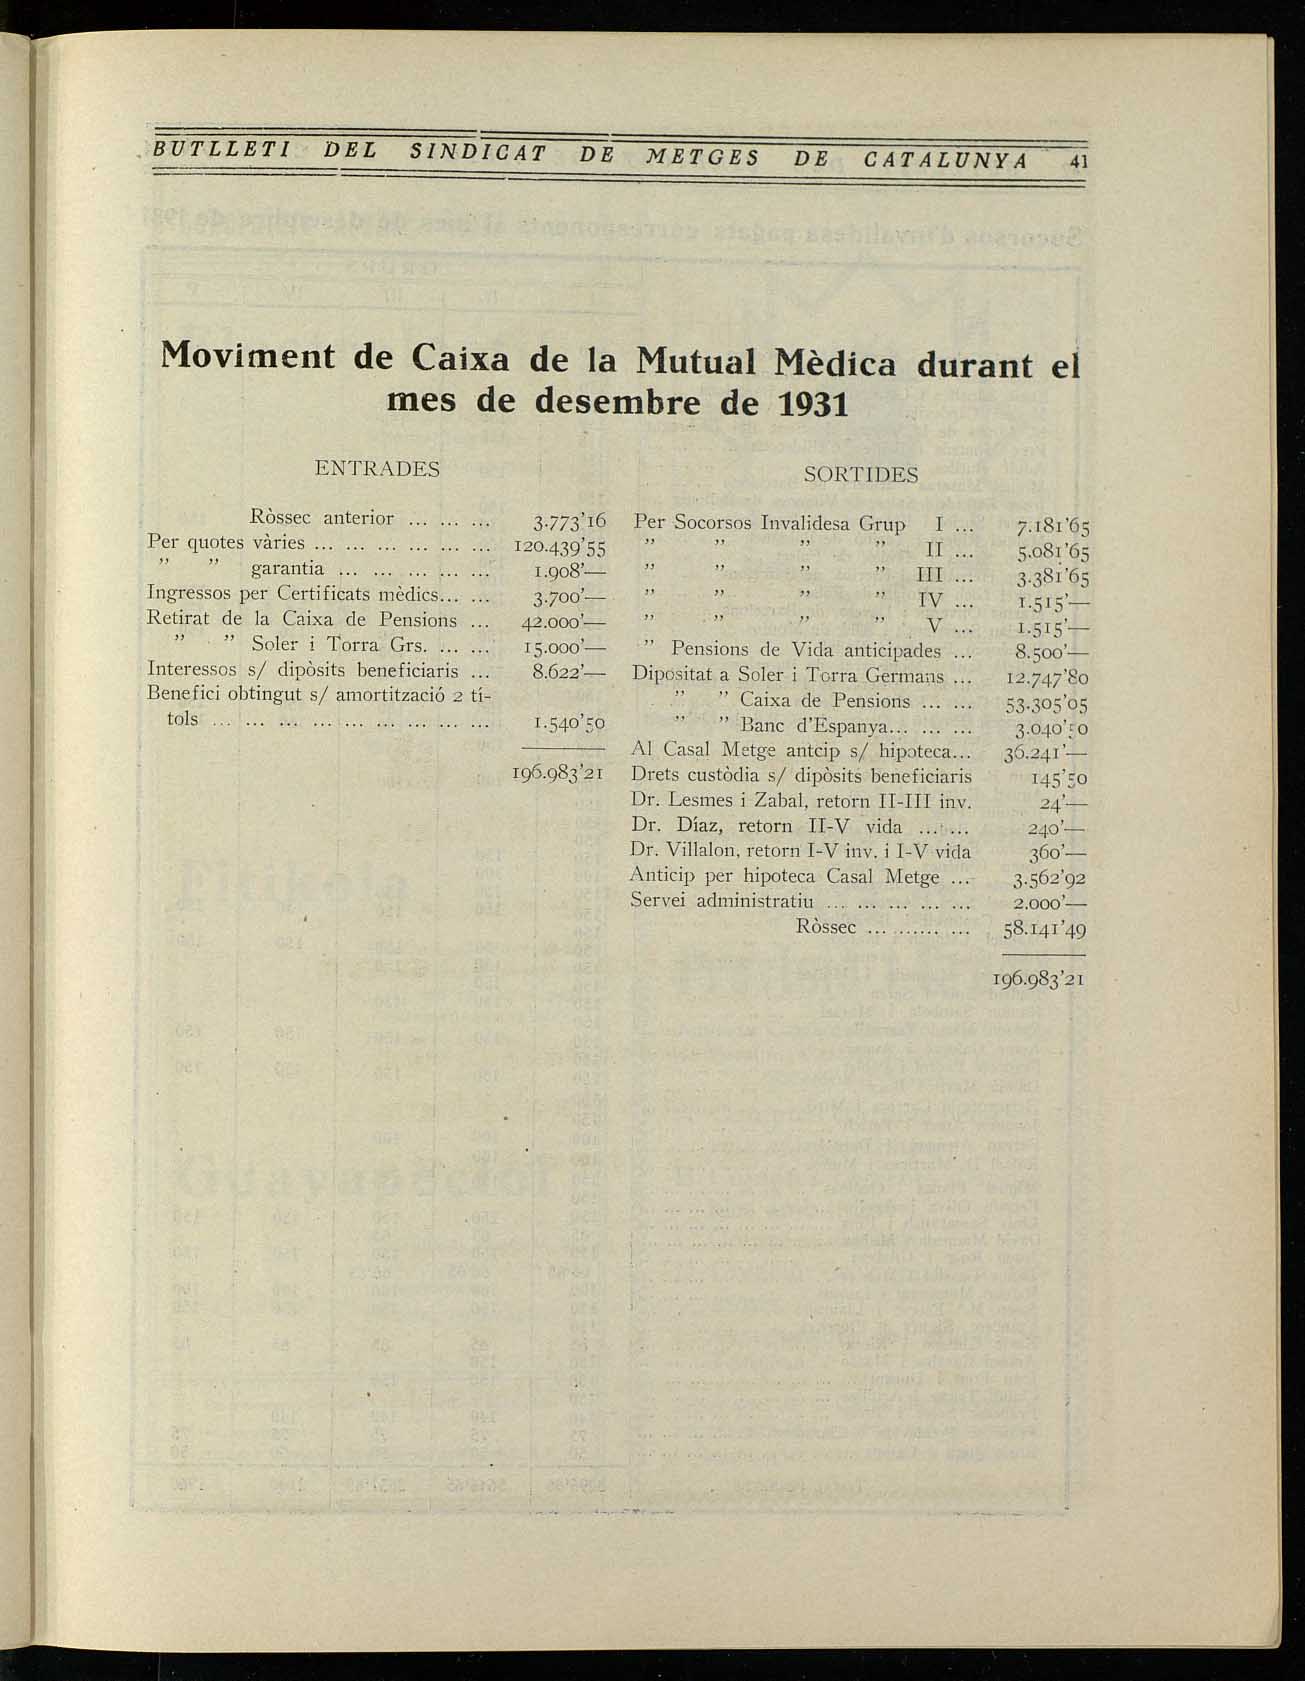 BUTLLETI DEL SINDICAT DE METGES DE CATALUNYA 41
Moviment de Caixa de la Mutual Mèdica durant el
mes de desembre de 1931
ENTRADES
Ròssec anterior ... ... ... 3.773'16
Per quotes vàries ... ... ... ... ... ... 120.439'55
” ” garantia ... ... ... ... ... 1.908'—
Ingressos per Certificats mèdics... ... 3.700'—
Retirat de la Caixa de Pensions ... 42.000'—
” ” Soler i Torra Grs. ... ... 15.000'—
Interessos s/ dipòsits beneficiaris ... 8.622'—
Benefici obtingut s/ amortització 2 tí-
tols ... ... ... ... ... ... ... ... ... 1.540'50
196.983'21
SORTIDES
Per Socorsos Invalidesa Grup I ... 7.181'65
” ” ” ” II ... 5.081'65
” ” ” ” III ... 3.381'65
” ” ” ” IV ... 1.515'—
” ” ” ” V ... 1.515'—
” Pensions de Vida anticipades ... 8.500'—
Dipositat a Soler i Torra Germans ... 12.747'80
” ” Caixa de Pensions ... ... 53.305'05
” ” Banc d'Espanya... ... ... 3.040'50
Al Casal Metge antcip s/ hipoteca... 36.241'—
Drets custòdia s/ dipòsits beneficiaris 145'50
Dr. Lesmes i Zabal, retorn II-III inv. 24'—
Dr. Díaz, retorn II-V vida ... ... 240'—
Dr. Villalon, retorn I-V inv. i I-V vida 360'—
Anticip per hipoteca Casal Metge ... 3.562'92
Servei administratiu ... ... ... ... ... 2.000'—
Ròssec ... ... ... ... 58.141'49
196.983'21